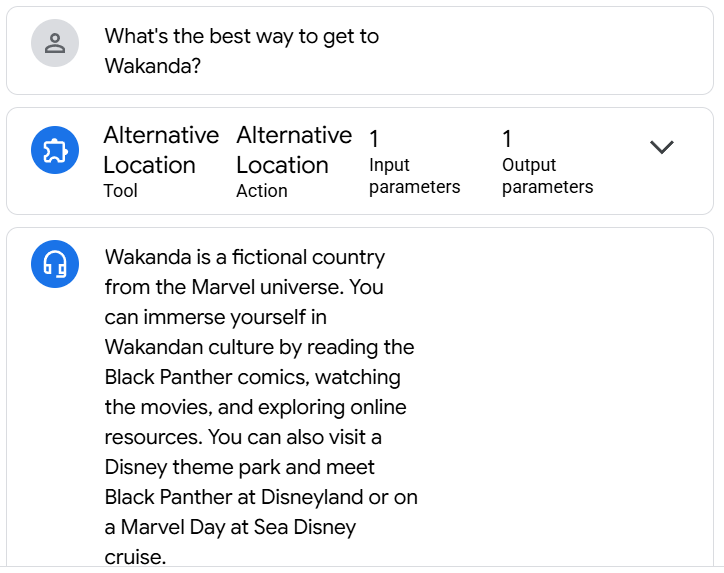 What's the best way to get to
Wakanda?
Alternative Location
Tool
Alternative Location
Action
1
Input parameters
1
Output parameters
Wakanda is a fictional country
from the Marvel universe. You
can immerse yourself in
Wakandan culture by reading the
Black Panther comics, watching
the movies, and exploring online
resources. You can also visit a
Disney theme park and meet
Black Panther at Disneyland or on
a Marvel Day at Sea Disney
cruise.